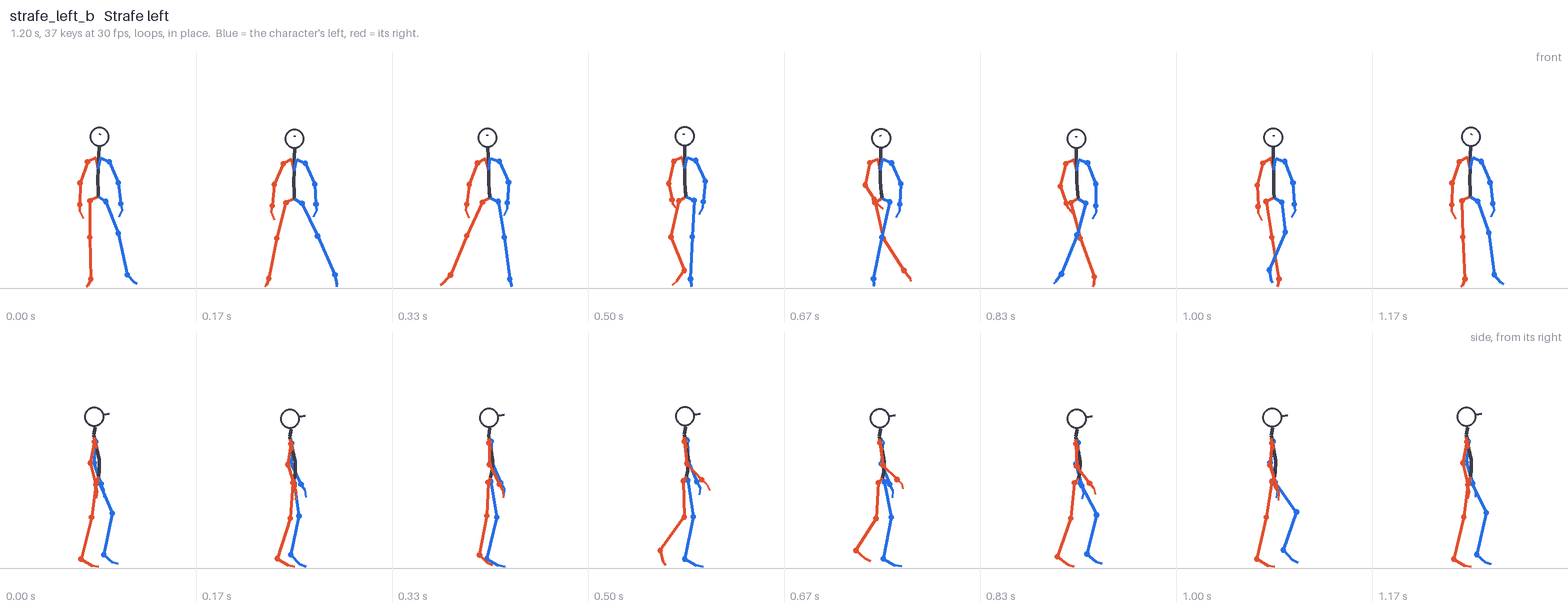 strafe_left_b Strafe left
1.20 s, 37 keys at 30 fps, loops, in place. Blue = the character's left, red = its right.
front
0.00 s 0.17 s 0.33 s 0.50 s 0.67 s 0.83 s 1.00 s 1.17 s
side, from its right
0.00 s 0.17 s 0.33 s 0.50 s 0.67 s 0.83 s 1.00 s 1.17 s